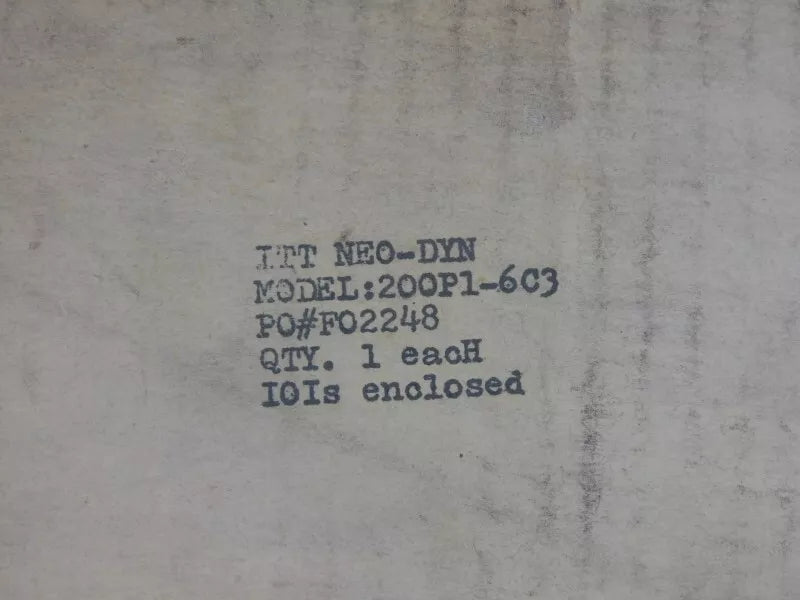 ITT NEO-DYN
MODEL:200P1-6C3
PO#F02248
QTY. 1 eacH
IOIs enclosed